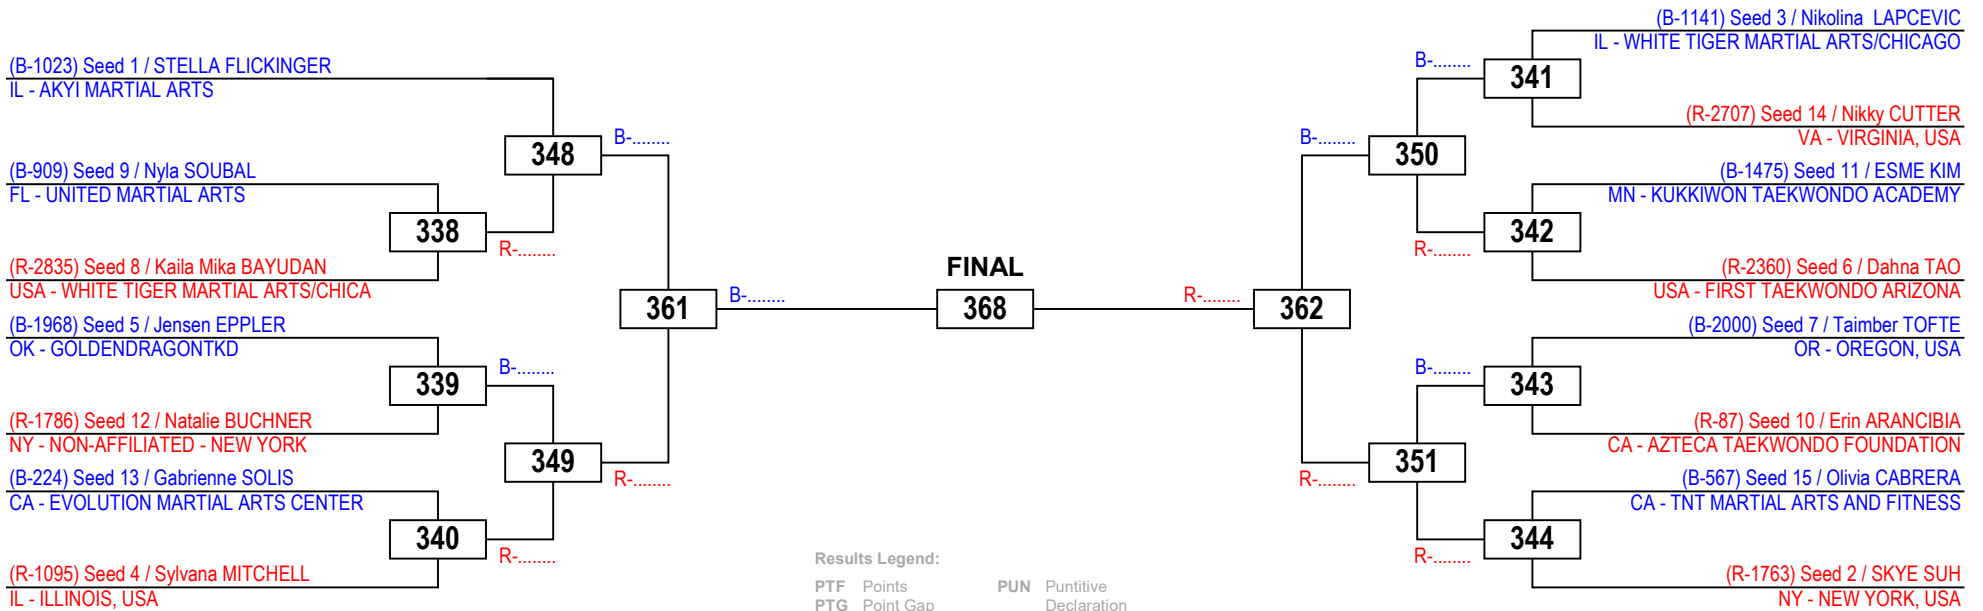 (B-1023) Seed 1 / STELLA FLICKINGER
IL - AKYI MARTIAL ARTS
(B-909) Seed 9 / Nyla SOUBAL
FL - UNITED MARTIAL ARTS
(R-2835) Seed 8 / Kaila Mika BAYUDAN
USA - WHITE TIGER MARTIAL ARTS/CHICA
(B-1968) Seed 5 / Jensen EPPLER
OK - GOLDENDRAGONTKD
(R-1786) Seed 12 / Natalie BUCHNER
NY - NON-AFFILIATED - NEW YORK
(B-224) Seed 13 / Gabrienne SOLIS
CA - EVOLUTION MARTIAL ARTS CENTER
(R-1095) Seed 4 / Sylvana MITCHELL
IL - ILLINOIS, USA
338
R-........
339
B-........
340
R-........
348
B-........
349
R-........
361
B-........
FINAL
368
R-........
362
B-........
350
R-........
351
B-........
341
R-........
342
B-........
343
R-........
344
(B-1141) Seed 3 / Nikolina  LAPCEVIC
IL - WHITE TIGER MARTIAL ARTS/CHICAGO
(R-2707) Seed 14 / Nikky CUTTER
VA - VIRGINIA, USA
(B-1475) Seed 11 / ESME KIM
MN - KUKKIWON TAEKWONDO ACADEMY
(R-2360) Seed 6 / Dahna TAO
USA - FIRST TAEKWONDO ARIZONA
(B-2000) Seed 7 / Taimber TOFTE
OR - OREGON, USA
(R-87) Seed 10 / Erin ARANCIBIA
CA - AZTECA TAEKWONDO FOUNDATION
(B-567) Seed 15 / Olivia CABRERA
CA - TNT MARTIAL ARTS AND FITNESS
(R-1763) Seed 2 / SKYE SUH
NY - NEW YORK, USA
Results Legend:
PTF Points PUN Puntitive
PTG Point Gap Declaration